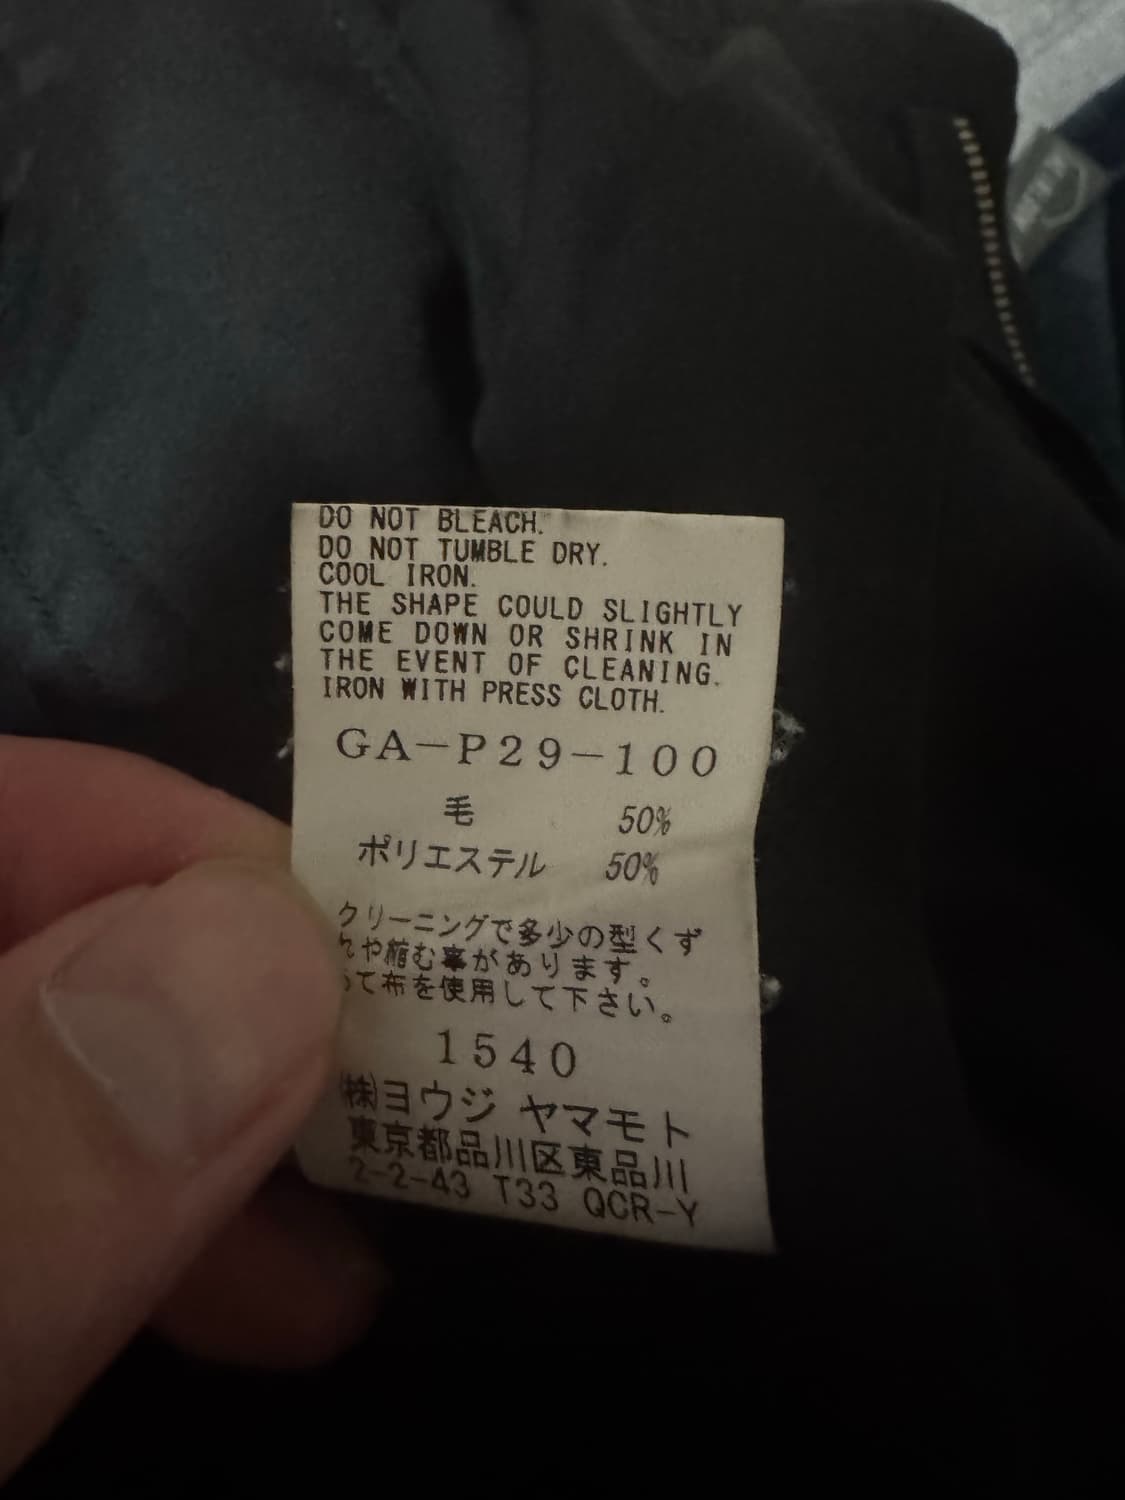 DO NOT BLEACH.
DO NOT TUMBLE DRY.
COOL IRON.
THE SHAPE COULD SLIGHTLY
COME DOWN OR SHRINK IN
THE EVENT OF CLEANING.
IRON WITH PRESS CLOTH.
GA-P29-100
毛 50%
ポリエステル 50%
クリーニングで多少の型くず
れや縮む事があります。
あて布を使用して下さい。
1540
㈱ヨウジ ヤマモト
東京都品川区東品川
2-2-43 T33 QCR-Y